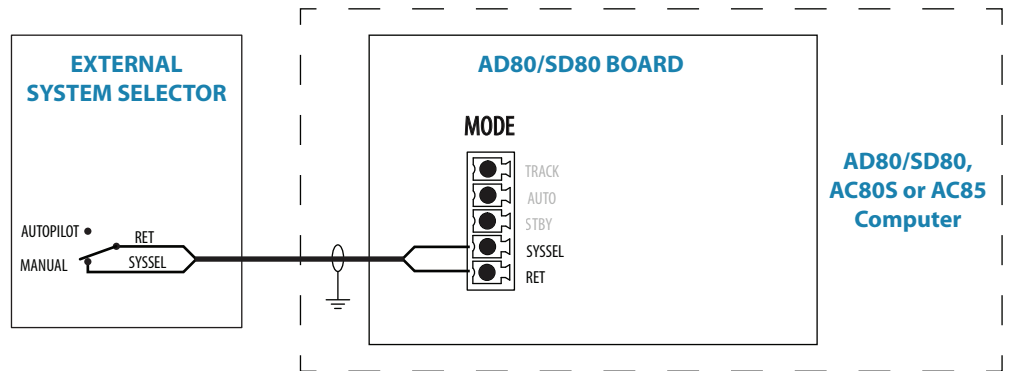 EXTERNAL
SYSTEM SELECTOR
AUTOPILOT
MANUAL
RET
SYSSEL
AD80/SD80 BOARD
MODE
TRACK
AUTO
STBY
SYSSEL
RET
AD80/SD80,
AC80S or AC85
Computer